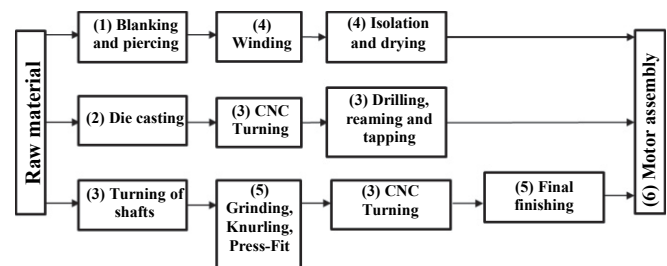 Raw material
(1) Blanking
and piercing
(4)
Winding
(4) Isolation
and drying
(2) Die casting
(3) CNC
Turning
(3) Drilling,
reaming and
tapping
(3) Turning of
shafts
(5)
Grinding,
Knurling,
Press-Fit
(3) CNC
Turning
(5) Final
finishing
(6) Motor assembly